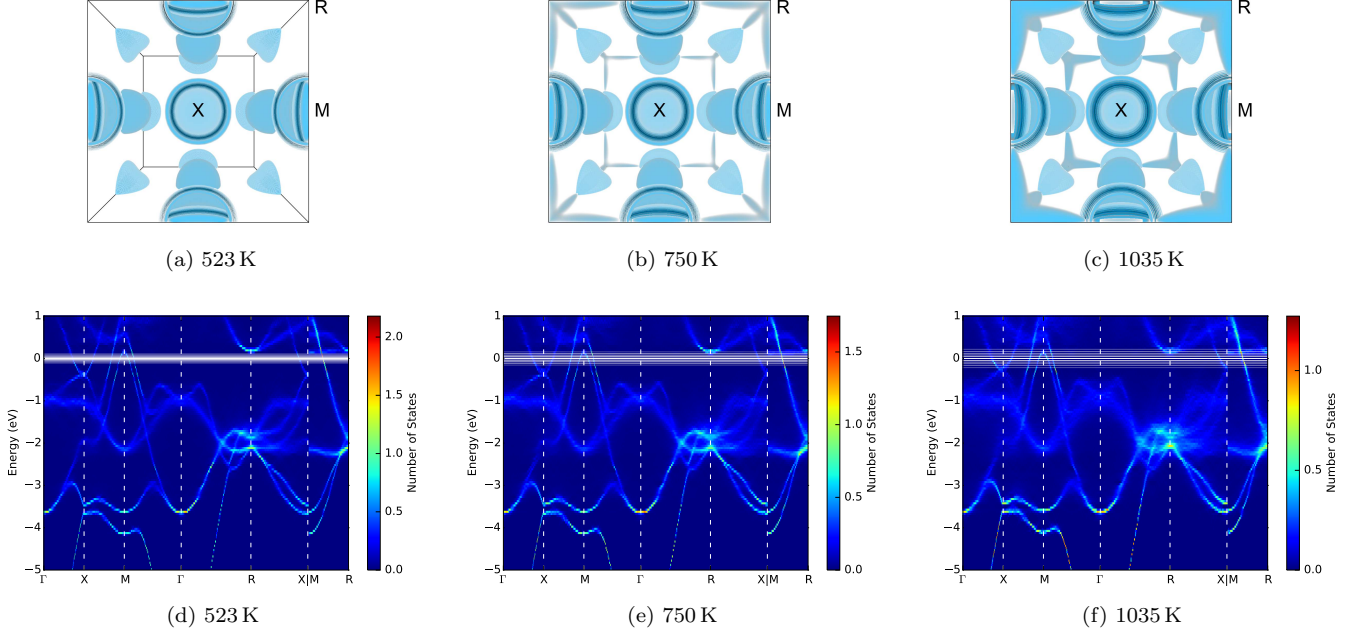 R
R
R
X
M
X
M
X
M
(a) 523 K
(b) 750 K
(c) 1035 K
1
0
−1
−2
−3
−4
−5
Energy (eV)
Γ X M Γ R X|M R
2.0
1.5
1.0
0.5
0.0
Number of States
1
0
−1
−2
−3
−4
−5
Energy (eV)
Γ X M Γ R X|M R
1.5
1.0
0.5
0.0
Number of States
1
0
−1
−2
−3
−4
−5
Energy (eV)
Γ X M Γ R X|M R
1.0
0.5
0.0
Number of States
(d) 523 K
(e) 750 K
(f) 1035 K